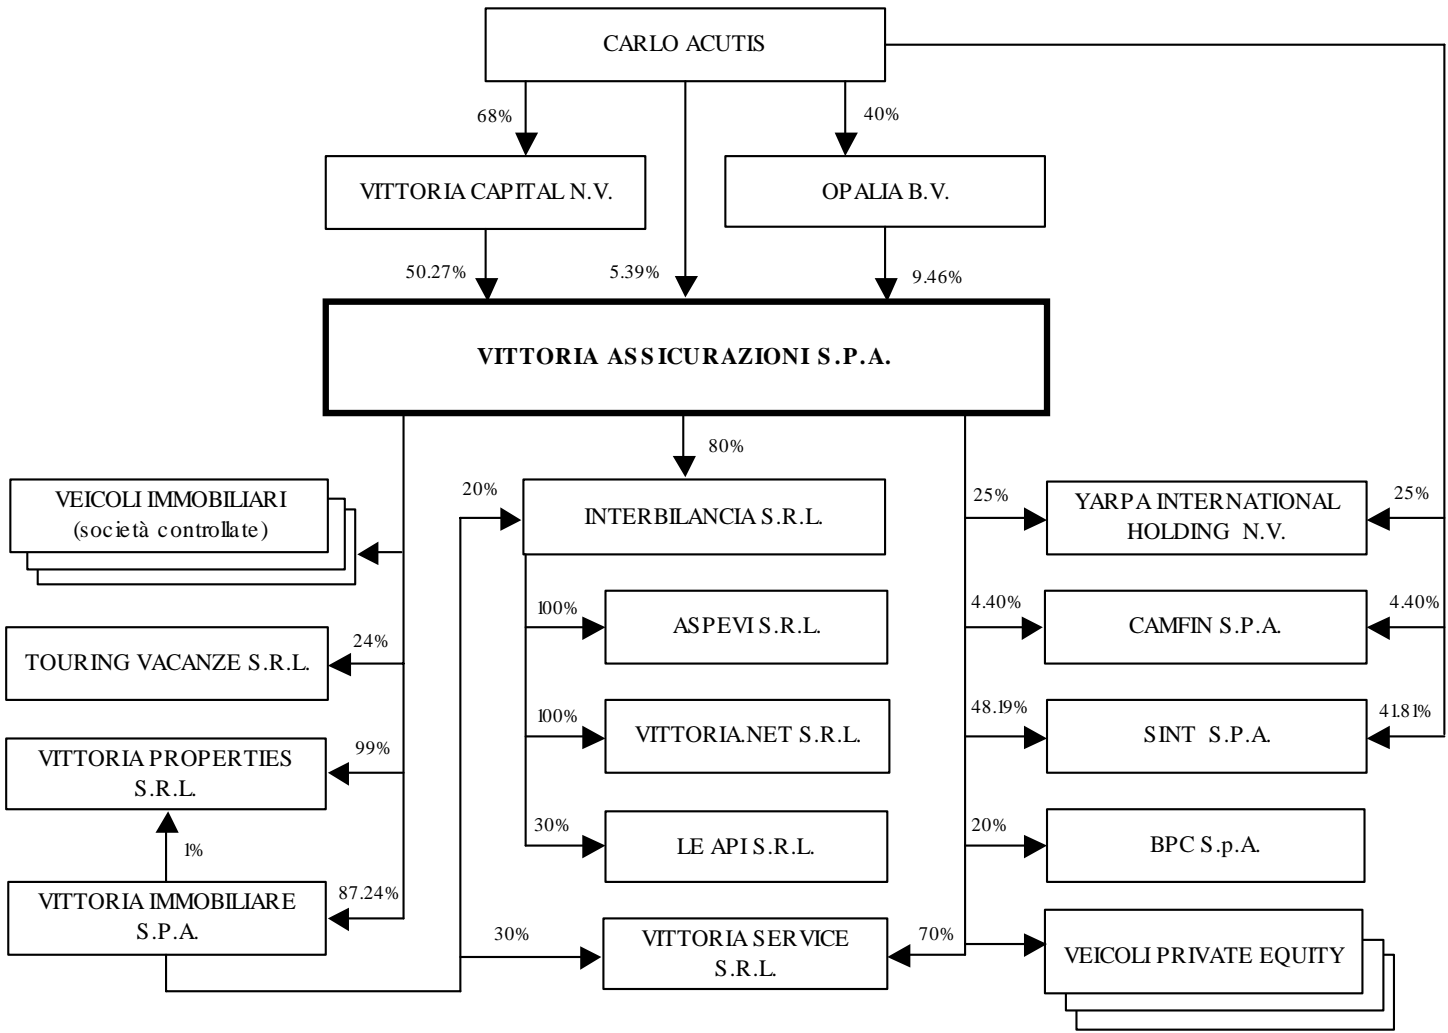 CARLO ACUTIS
68%
40%
VITTORIA CAPITAL N.V.
OPALIA B.V.
50.27%
5.39%
9.46%
VITTORIA ASSICURAZIONI S.P.A.
80%
VEICOLI IMMOBILIARI
(società controllate)
20%
INTERBILANCIA S.R.L.
25%
YARPA INTERNATIONAL
HOLDING N.V.
25%
100%
ASPEVI S.R.L.
4.40%
CAMFIN S.P.A.
4.40%
TOURING VACANZE S.R.L.
24%
100%
VITTORIA.NET S.R.L.
48.19%
SINT S.P.A.
41.81%
VITTORIA PROPERTIES
S.R.L.
99%
30%
LE API S.R.L.
20%
BPC S.p.A.
1%
VITTORIA IMMOBILIARE
S.P.A.
87.24%
30%
VITTORIA SERVICE
S.R.L.
70%
VEICOLI PRIVATE EQUITY